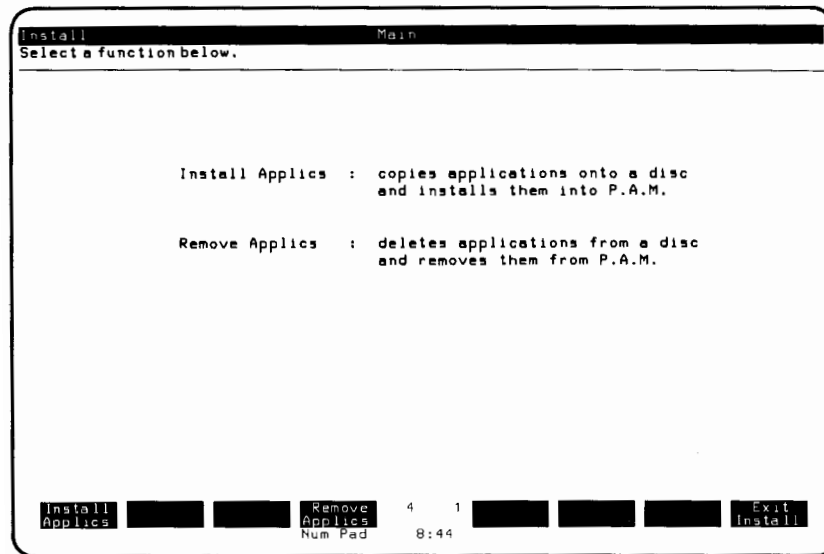 Install Main
Select a function below.
Install Applics : copies applications onto a disc
and installs them into P.A.M.
Remove Applics : deletes applications from a disc
and removes them from P.A.M.
Install Applics
Remove Applics
4 1
Exit Install
Num Pad 8:44